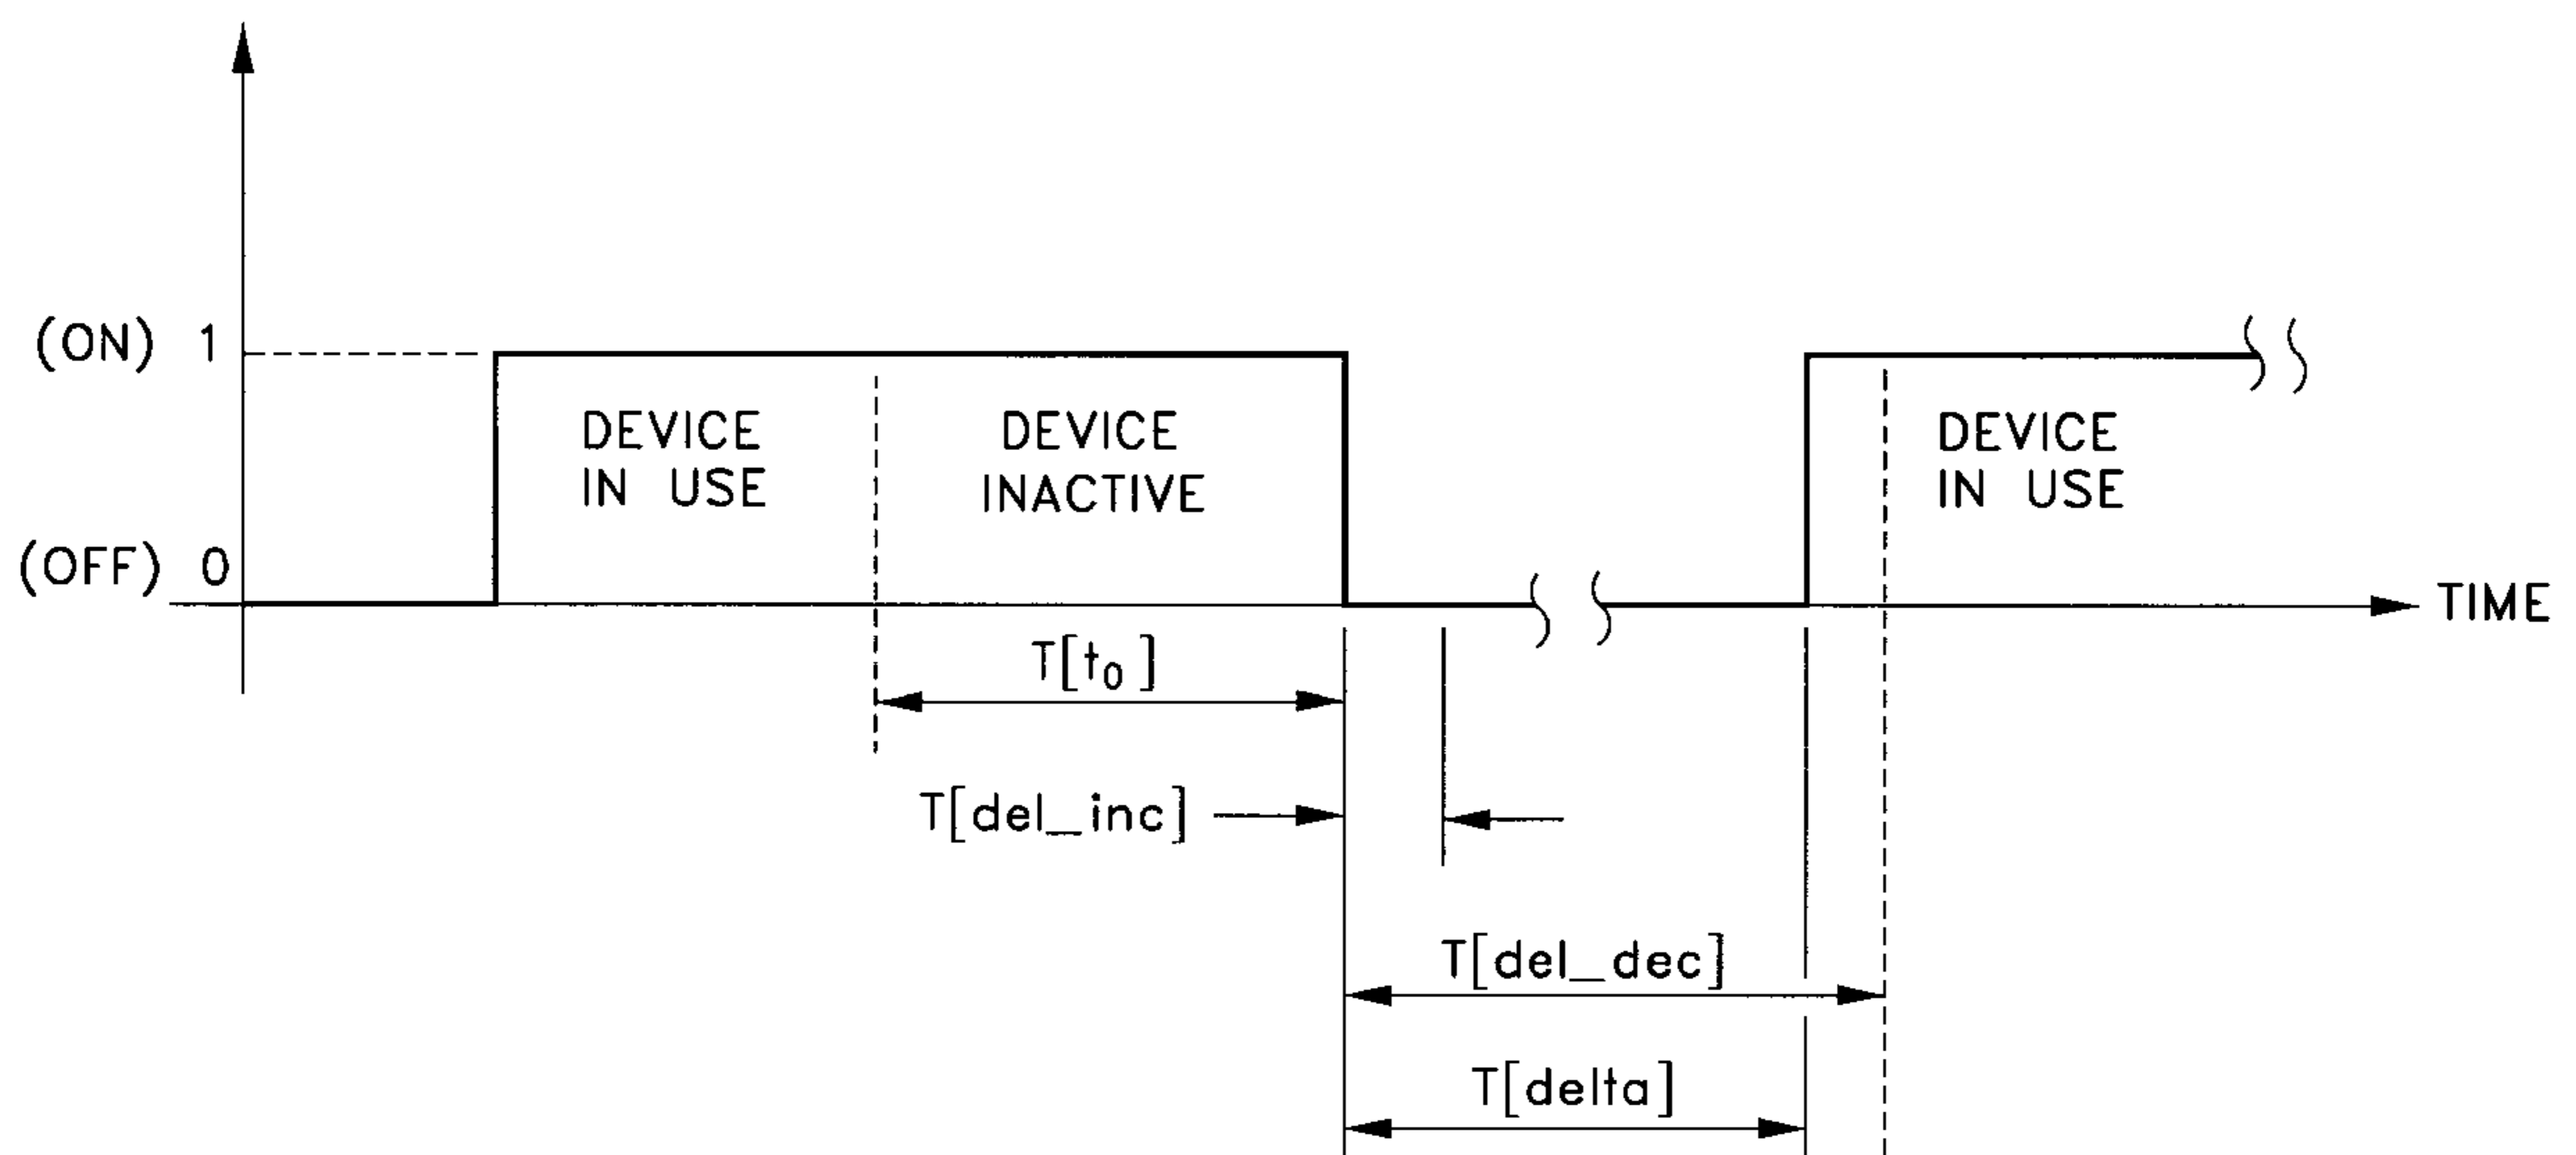 (ON) 1
DEVICE
IN USE
DEVICE
INACTIVE
DEVICE
IN USE
(OFF) 0
TIME
T[t₀]
T[del_inc]
T[del_dec]
T[delta]